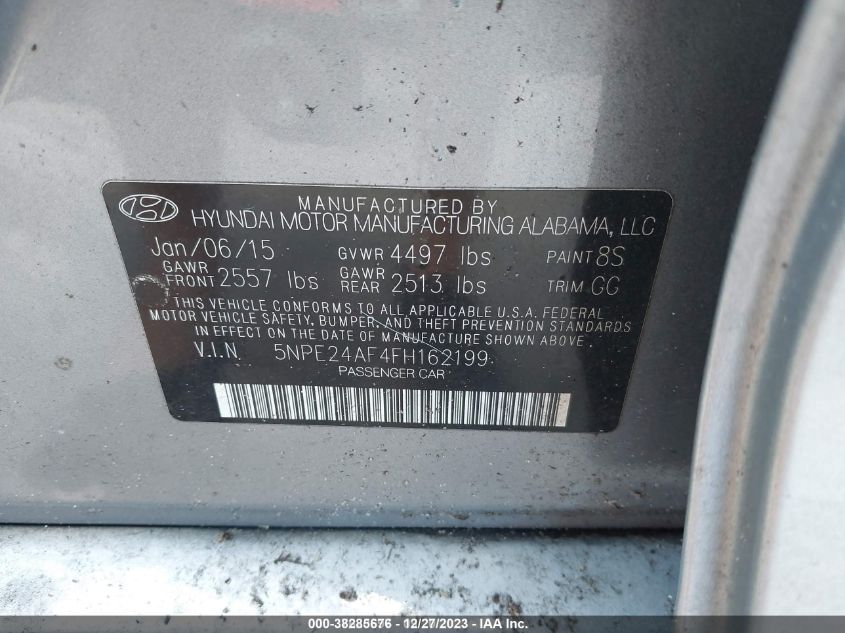 MANUFACTURED BY
HYUNDAI MOTOR MANUFACTURING ALABAMA, LLC
Jan/06/15 GVWR 4497 lbs PAINT 8S
GAWR FRONT 2557 lbs GAWR REAR 2513 lbs TRIM GG
THIS VEHICLE CONFORMS TO ALL APPLICABLE U.S.A. FEDERAL
MOTOR VEHICLE SAFETY, BUMPER, AND THEFT PREVENTION STANDARDS
IN EFFECT ON THE DATE OF MANUFACTURE SHOWN ABOVE.
V.I.N. 5NPE24AF4FH162199
PASSENGER CAR
000-38285676 - 12/27/2023 - IAA Inc.